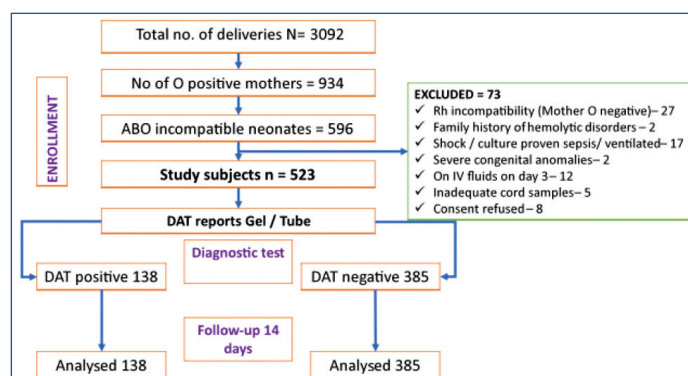 Total no. of deliveries N= 3092
No of O positive mothers = 934
ABO incompatible neonates = 596
Study subjects n = 523
DAT reports Gel / Tube
ENROLLMENT
EXCLUDED = 73
✓ Rh incompatibility (Mother O negative)– 27
✓ Family history of hemolytic disorders – 2
✓ Shock / culture proven sepsis/ ventilated– 17
✓ Severe congenital anomalies– 2
✓ On IV fluids on day 3– 12
✓ Inadequate cord samples– 5
✓ Consent refused– 8
Diagnostic test
DAT positive 138
DAT negative 385
Follow-up 14
days
Analysed 138
Analysed 385